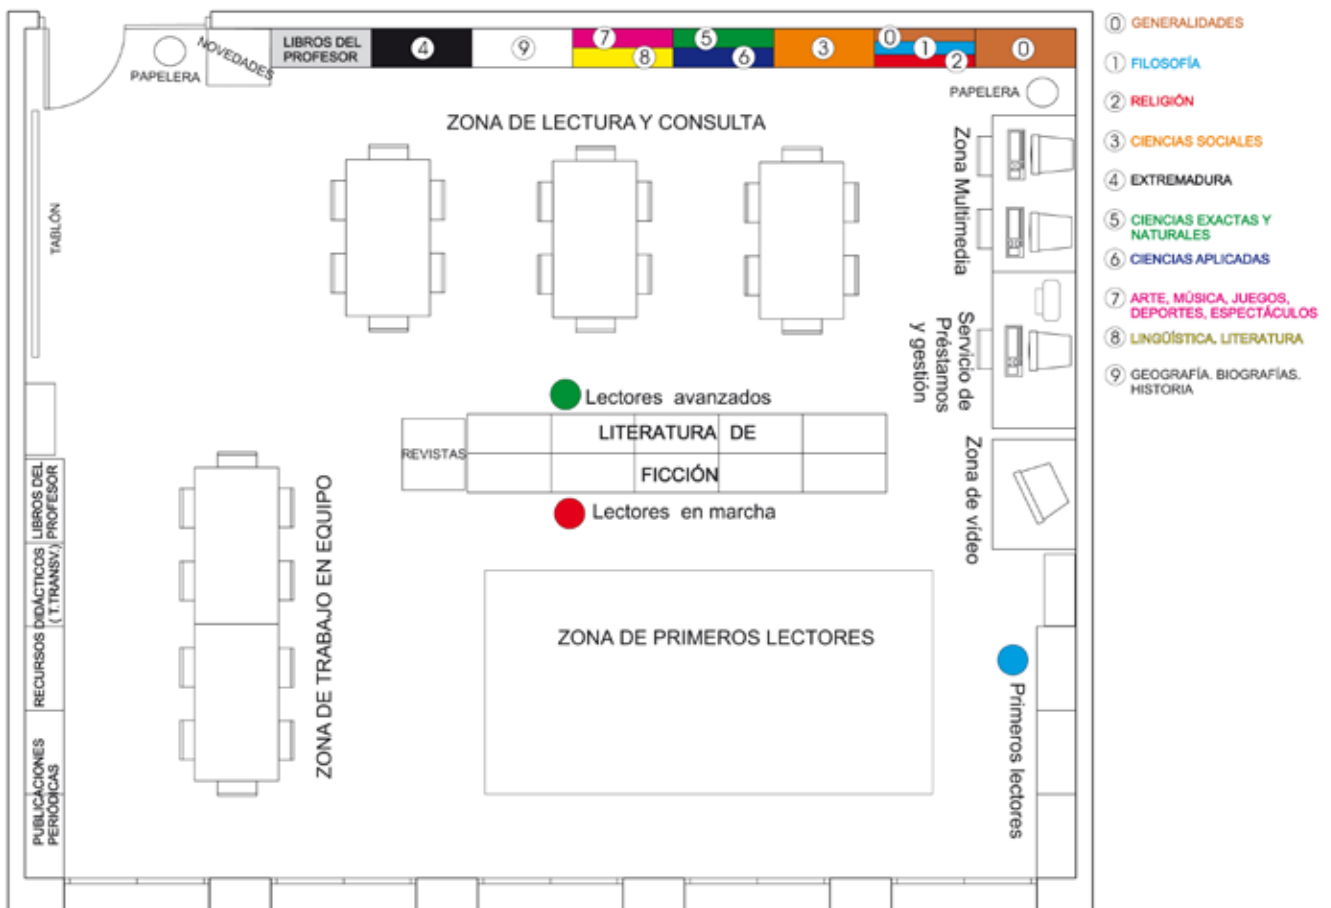 NOVEDADES
PAPELERA
LIBROS DEL
PROFESOR
4
9
7
8
5
6
3
0
1
2
0
PAPELERA
ZONA DE LECTURA Y CONSULTA
Zona Multimedia
TABLÓN
Servicio de
Préstamos
y gestión
Lectores avanzados
REVISTAS
LITERATURA DE
FICCIÓN
Lectores en marcha
Zona de vídeo
LIBROS DEL
PROFESOR
RECURSOS DIDÁCTICOS
( T.TRANSV.)
PUBLICACIONES
PERIÓDICAS
ZONA DE TRABAJO EN EQUIPO
ZONA DE PRIMEROS LECTORES
Primeros lectores
0 GENERALIDADES
1 FILOSOFÍA
2 RELIGIÓN
3 CIENCIAS SOCIALES
4 EXTREMADURA
5 CIENCIAS EXACTAS Y
NATURALES
6 CIENCIAS APLICADAS
7 ARTE, MÚSICA, JUEGOS,
DEPORTES, ESPECTÁCULOS
8 LINGÜÍSTICA. LITERATURA
9 GEOGRAFÍA. BIOGRAFÍAS.
HISTORIA